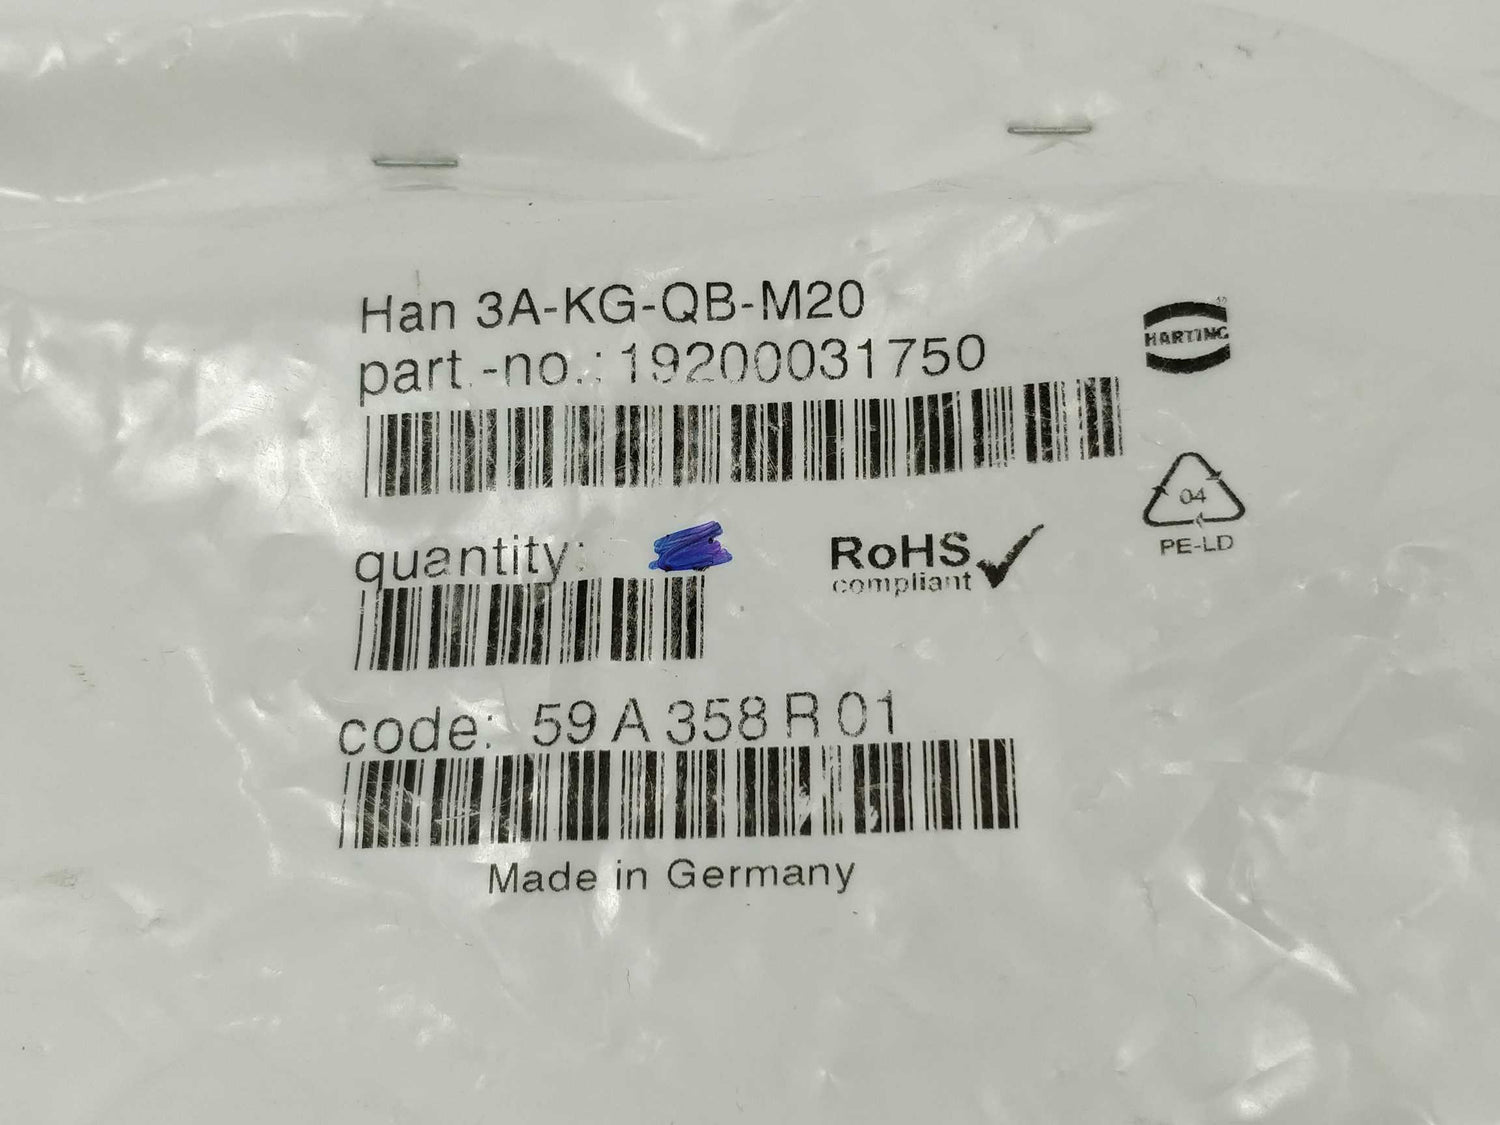 Han 3A-KG-QB-M20
part.-no.: 19200031750
HARTING
04
PE-LD
quantity:
RoHS
compliant
code: 59 A 358 R 01
Made in Germany